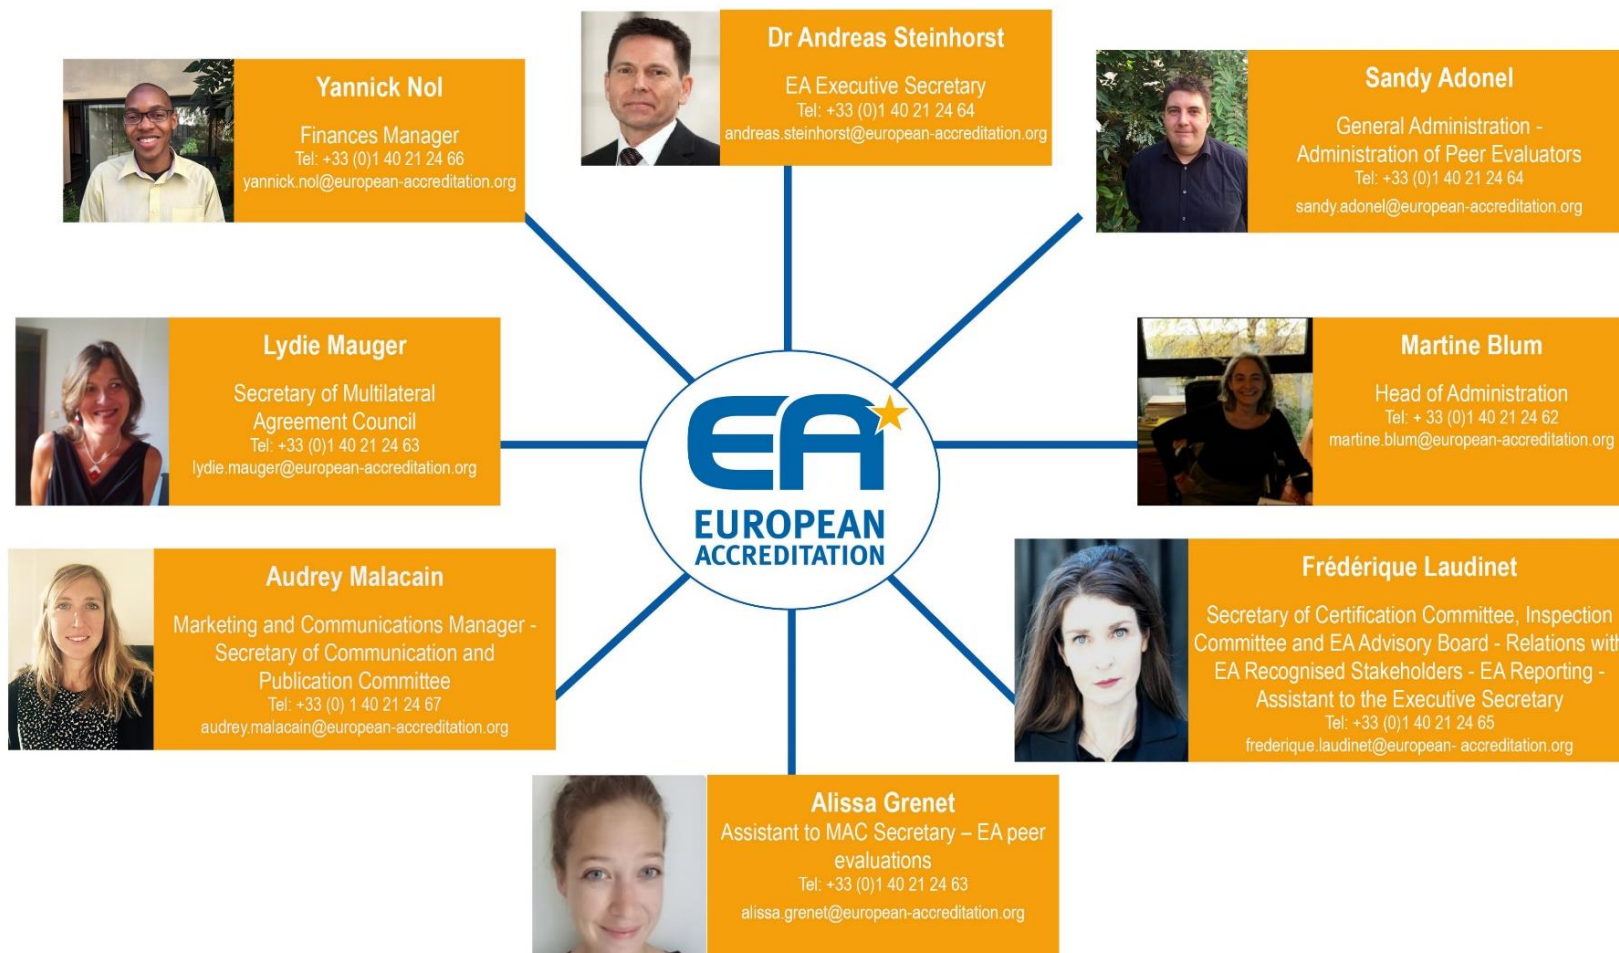 Dr Andreas Steinhorst
EA Executive Secretary
Tel: +33 (0)1 40 21 24 64
andreas.steinhorst@european-accreditation.org
Yannick Nol
Finances Manager
Tel: +33 (0)1 40 21 24 66
yannick.nol@european-accreditation.org
Sandy Adonel
General Administration -
Administration of Peer Evaluators
Tel: +33 (0)1 40 21 24 64
sandy.adonel@european-accreditation.org
Lydie Mauger
Secretary of Multilateral
Agreement Council
Tel: +33 (0)1 40 21 24 63
lydie.mauger@european-accreditation.org
Martine Blum
Head of Administration
Tel: + 33 (0)1 40 21 24 62
martine.blum@european-accreditation.org
EA
EUROPEAN
ACCREDITATION
Audrey Malacain
Marketing and Communications Manager -
Secretary of Communication and
Publication Committee
Tel: +33 (0) 1 40 21 24 67
audrey.malacain@european-accreditation.org
Frédérique Laudinet
Secretary of Certification Committee, Inspection
Committee and EA Advisory Board - Relations with
EA Recognised Stakeholders - EA Reporting -
Assistant to the Executive Secretary
Tel: +33 (0)1 40 21 24 65
frederique.laudinet@european- accreditation.org
Alissa Grenet
Assistant to MAC Secretary – EA peer
evaluations
Tel: +33 (0)1 40 21 24 63
alissa.grenet@european-accreditation.org